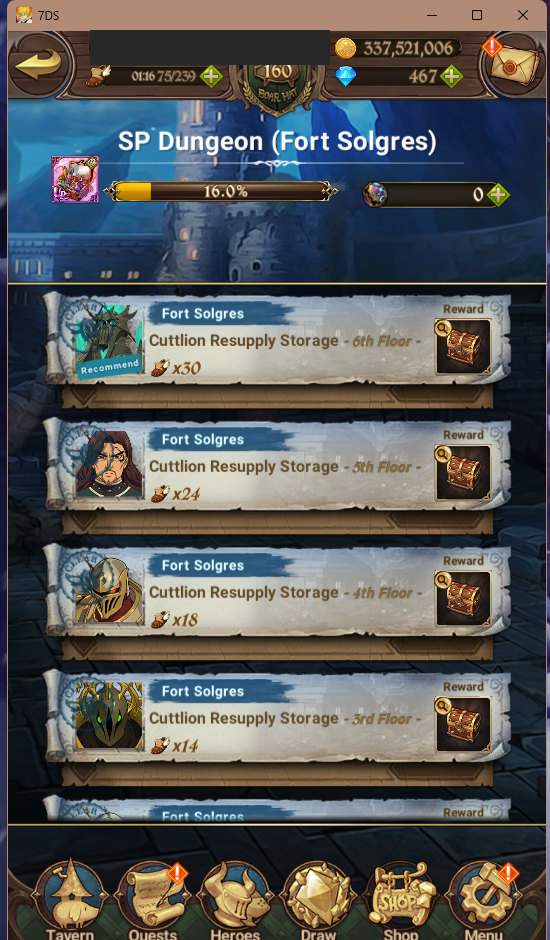 7DS
337,521,006
01:16 75/239
160
BOAR HAT
467
SP Dungeon (Fort Solgres)
16.0%
0
Fort Solgres
Reward
Cuttlion Resupply Storage - 6th Floor -
Recommend
x30
Fort Solgres
Reward
Cuttlion Resupply Storage - 5th Floor -
x24
Fort Solgres
Reward
Cuttlion Resupply Storage - 4th Floor -
x18
Fort Solgres
Reward
Cuttlion Resupply Storage - 3rd Floor -
x14
Fort Solgres
Reward
SHOP
Tavern
Quests
Heroes
Draw
Shop
Menu